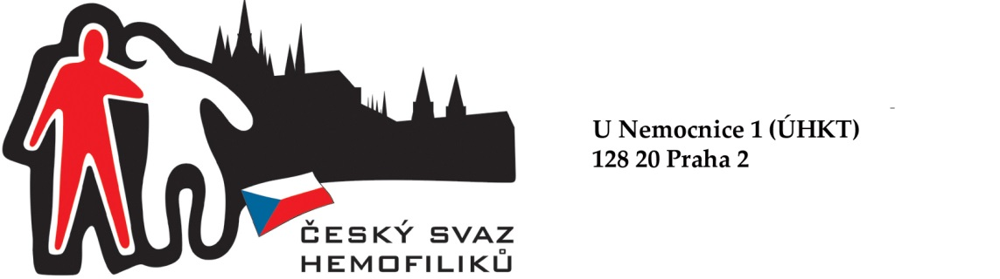 U Nemocnice 1 (ÚHKT)
128 20 Praha 2
ČESKÝ SVAZ
HEMOFILIKŮ